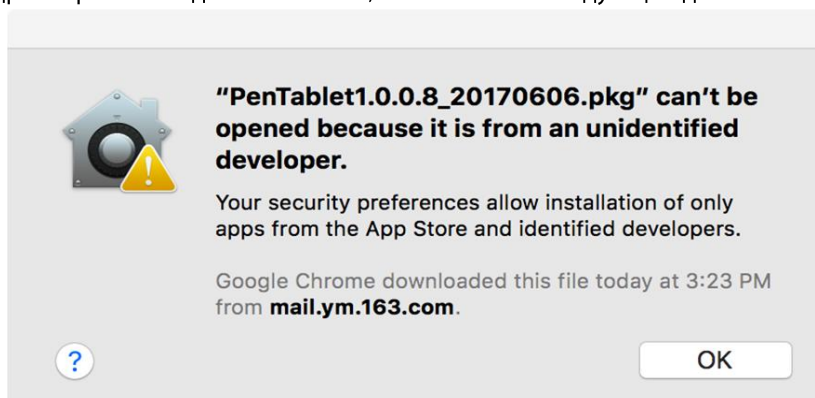 “PenTablet1.0.0.8_20170606.pkg” can’t be
opened because it is from an unidentified
developer.
Your security preferences allow installation of only
apps from the App Store and identified developers.
Google Chrome downloaded this file today at 3:23 PM
from mail.ym.163.com.
?
OK